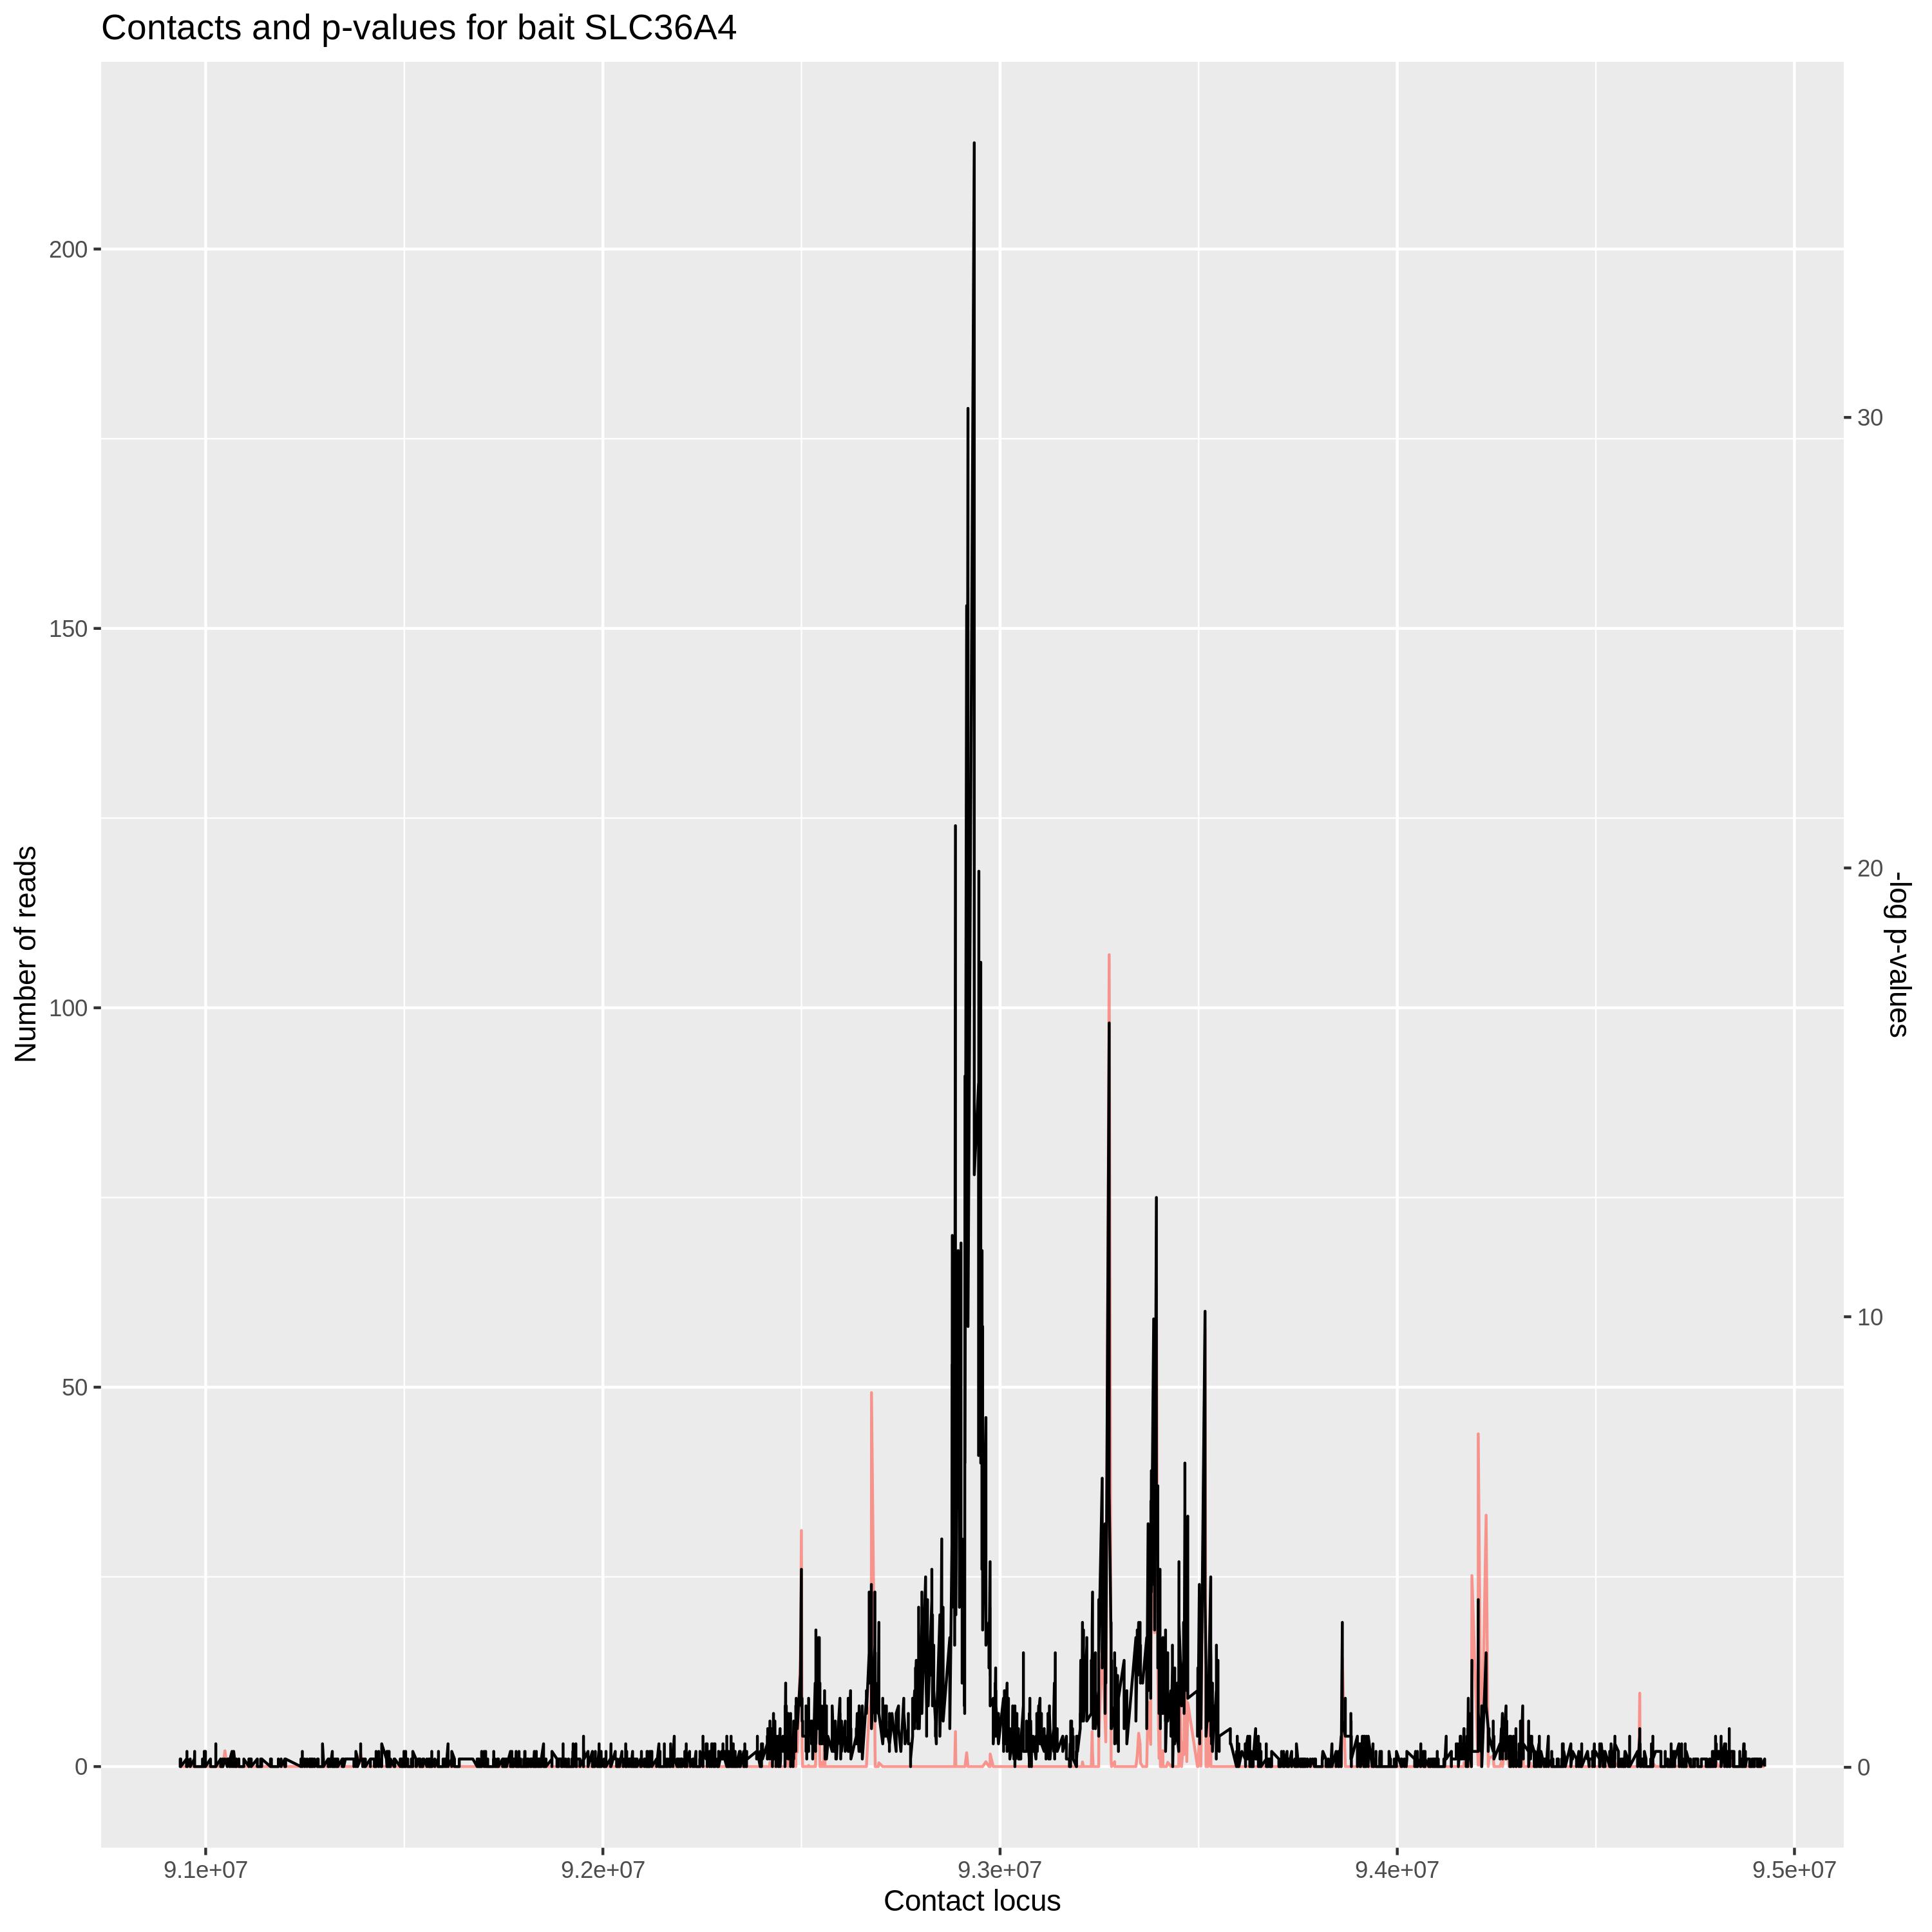 Contacts and p-values for bait SLC36A4
200
150
100
50
0
30
20
10
0
Number of reads
-log p-values
9.1e+07
9.2e+07
9.3e+07
9.4e+07
9.5e+07
Contact locus